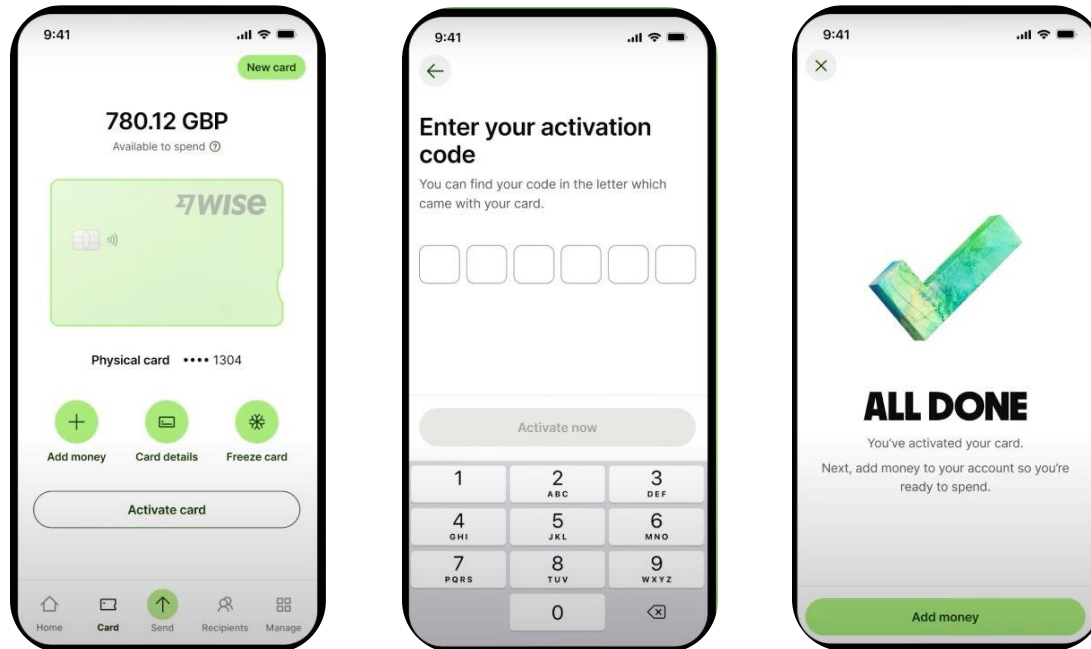 9:41
New card
780.12 GBP
Available to spend
WISE
Physical card •••• 1304
Add money
Card details
Freeze card
Activate card
Home
Card
Send
Recipients
Manage
9:41
Enter your activation
code
You can find your code in the letter which
came with your card.
Activate now
1
2
ABC
3
DEF
4
GHI
5
JKL
6
MNO
7
PQRS
8
TUV
9
WXYZ
0
9:41
ALL DONE
You've activated your card.
Next, add money to your account so you're
ready to spend.
Add money